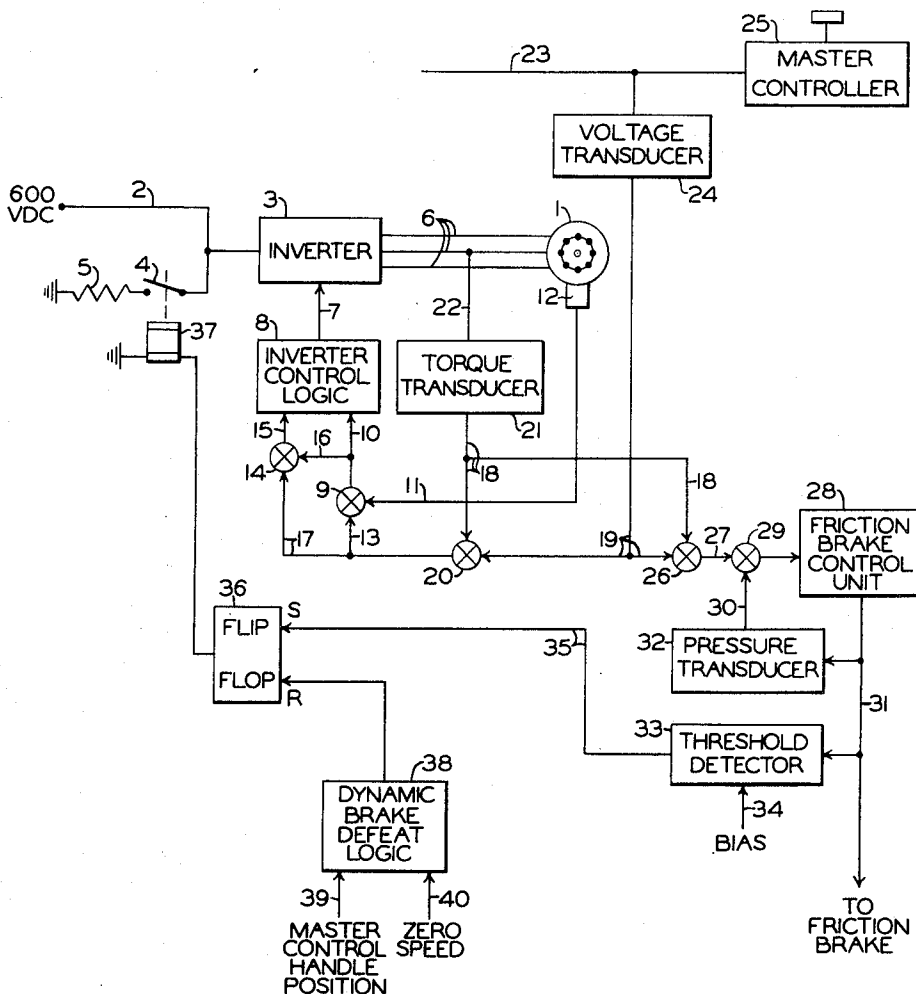 25
MASTER
CONTROLLER
23
VOLTAGE
TRANSDUCER
24
600
VDC
2
3
INVERTER
6
1
12
5
4
37
7
22
8
INVERTER
CONTROL
LOGIC
TORQUE
TRANSDUCER
21
15
16
10
14
9
11
18
18
17
13
20
19
26
27
29
28
FRICTION
BRAKE
CONTROL
UNIT
30
36
FLIP
FLOP
S
R
35
32
PRESSURE
TRANSDUCER
31
33
THRESHOLD
DETECTOR
34
BIAS
38
DYNAMIC
BRAKE
DEFEAT
LOGIC
39
40
MASTER
CONTROL
HANDLE
POSITION
ZERO
SPEED
TO
FRICTION
BRAKE